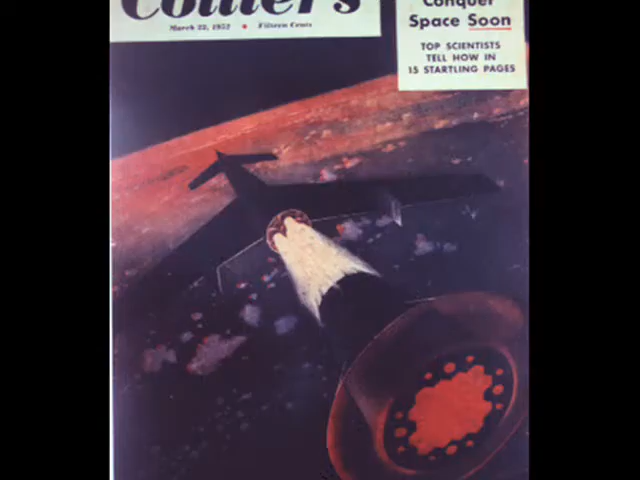 Collier's
March 22, 1952 • Fifteen Cents
Conquer
Space Soon
TOP SCIENTISTS
TELL HOW IN
15 STARTLING PAGES